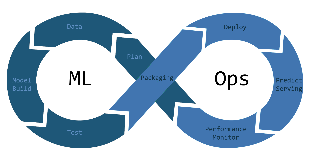 Data
Deploy
Plan
ML
Ops
Model
Build
Packaging
Predict
Serving
Test
Performance
Monitor